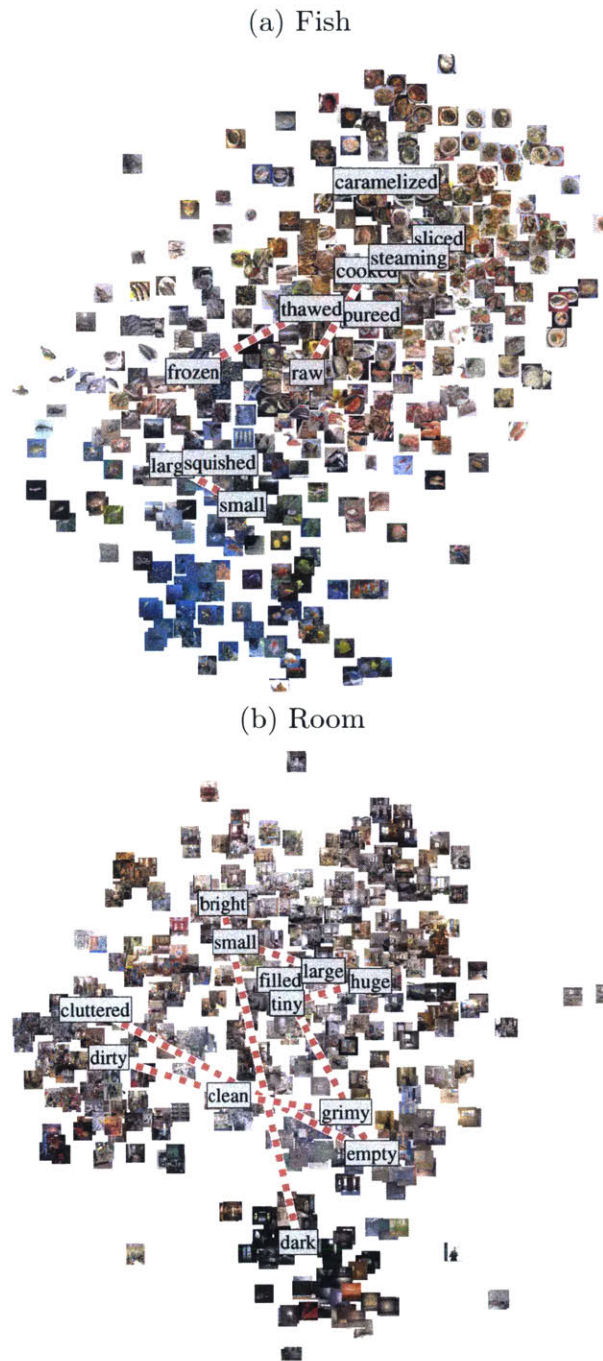 (a) Fish
caramelized
sliced
steaming
cooked
thawed
pureed
frozen
raw
larg
squished
small
(b) Room
bright
small
large
filled
huge
tiny
cluttered
dirty
clean
grimy
empty
dark